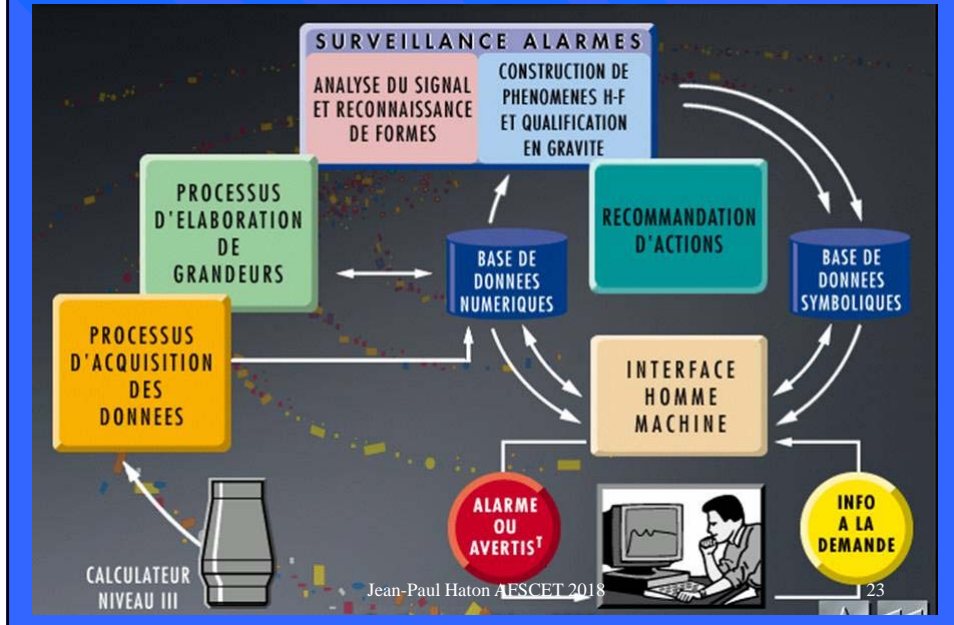 SURVEILLANCE ALARMES
ANALYSE DU SIGNAL
ET RECONNAISSANCE
DE FORMES
CONSTRUCTION DE
PHENOMENES H-F
ET QUALIFICATION
EN GRAVITE
PROCESSUS
D'ELABORATION
DE
GRANDEURS
RECOMMANDATION
D'ACTIONS
BASE DE
DONNEES
NUMERIQUES
BASE DE
DONNEES
SYMBOLIQUES
PROCESSUS
D'ACQUISITION
DES
DONNEES
INTERFACE
HOMME
MACHINE
ALARME
OU
AVERTISᵀ
INFO
A LA
DEMANDE
CALCULATEUR
NIVEAU III
Jean-Paul Haton AFSCET 2018
23